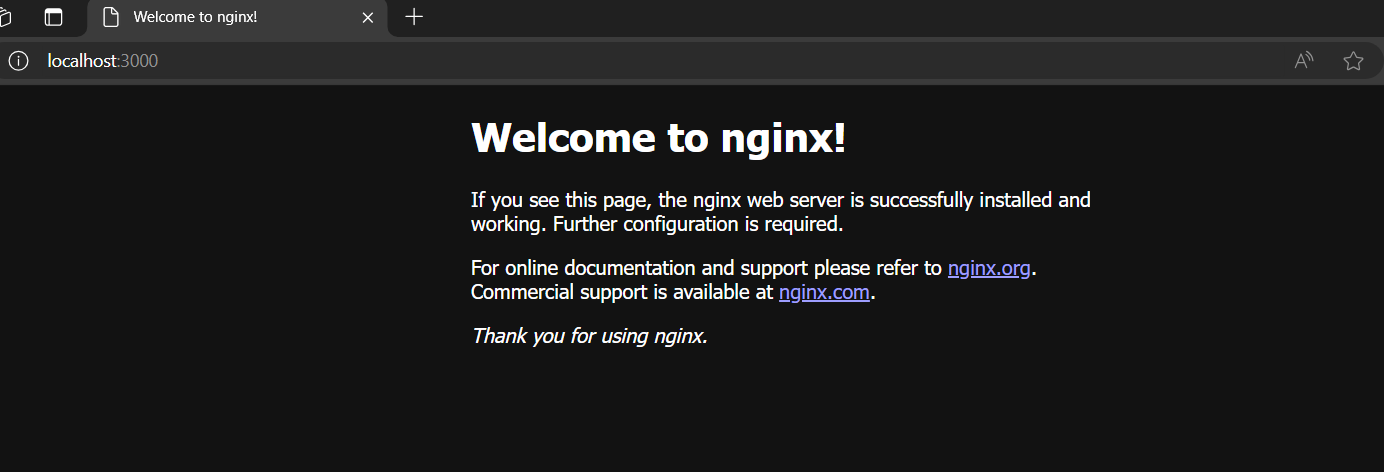 Welcome to nginx!
localhost:3000
Welcome to nginx!
If you see this page, the nginx web server is successfully installed and
working. Further configuration is required.
For online documentation and support please refer to nginx.org.
Commercial support is available at nginx.com.
Thank you for using nginx.